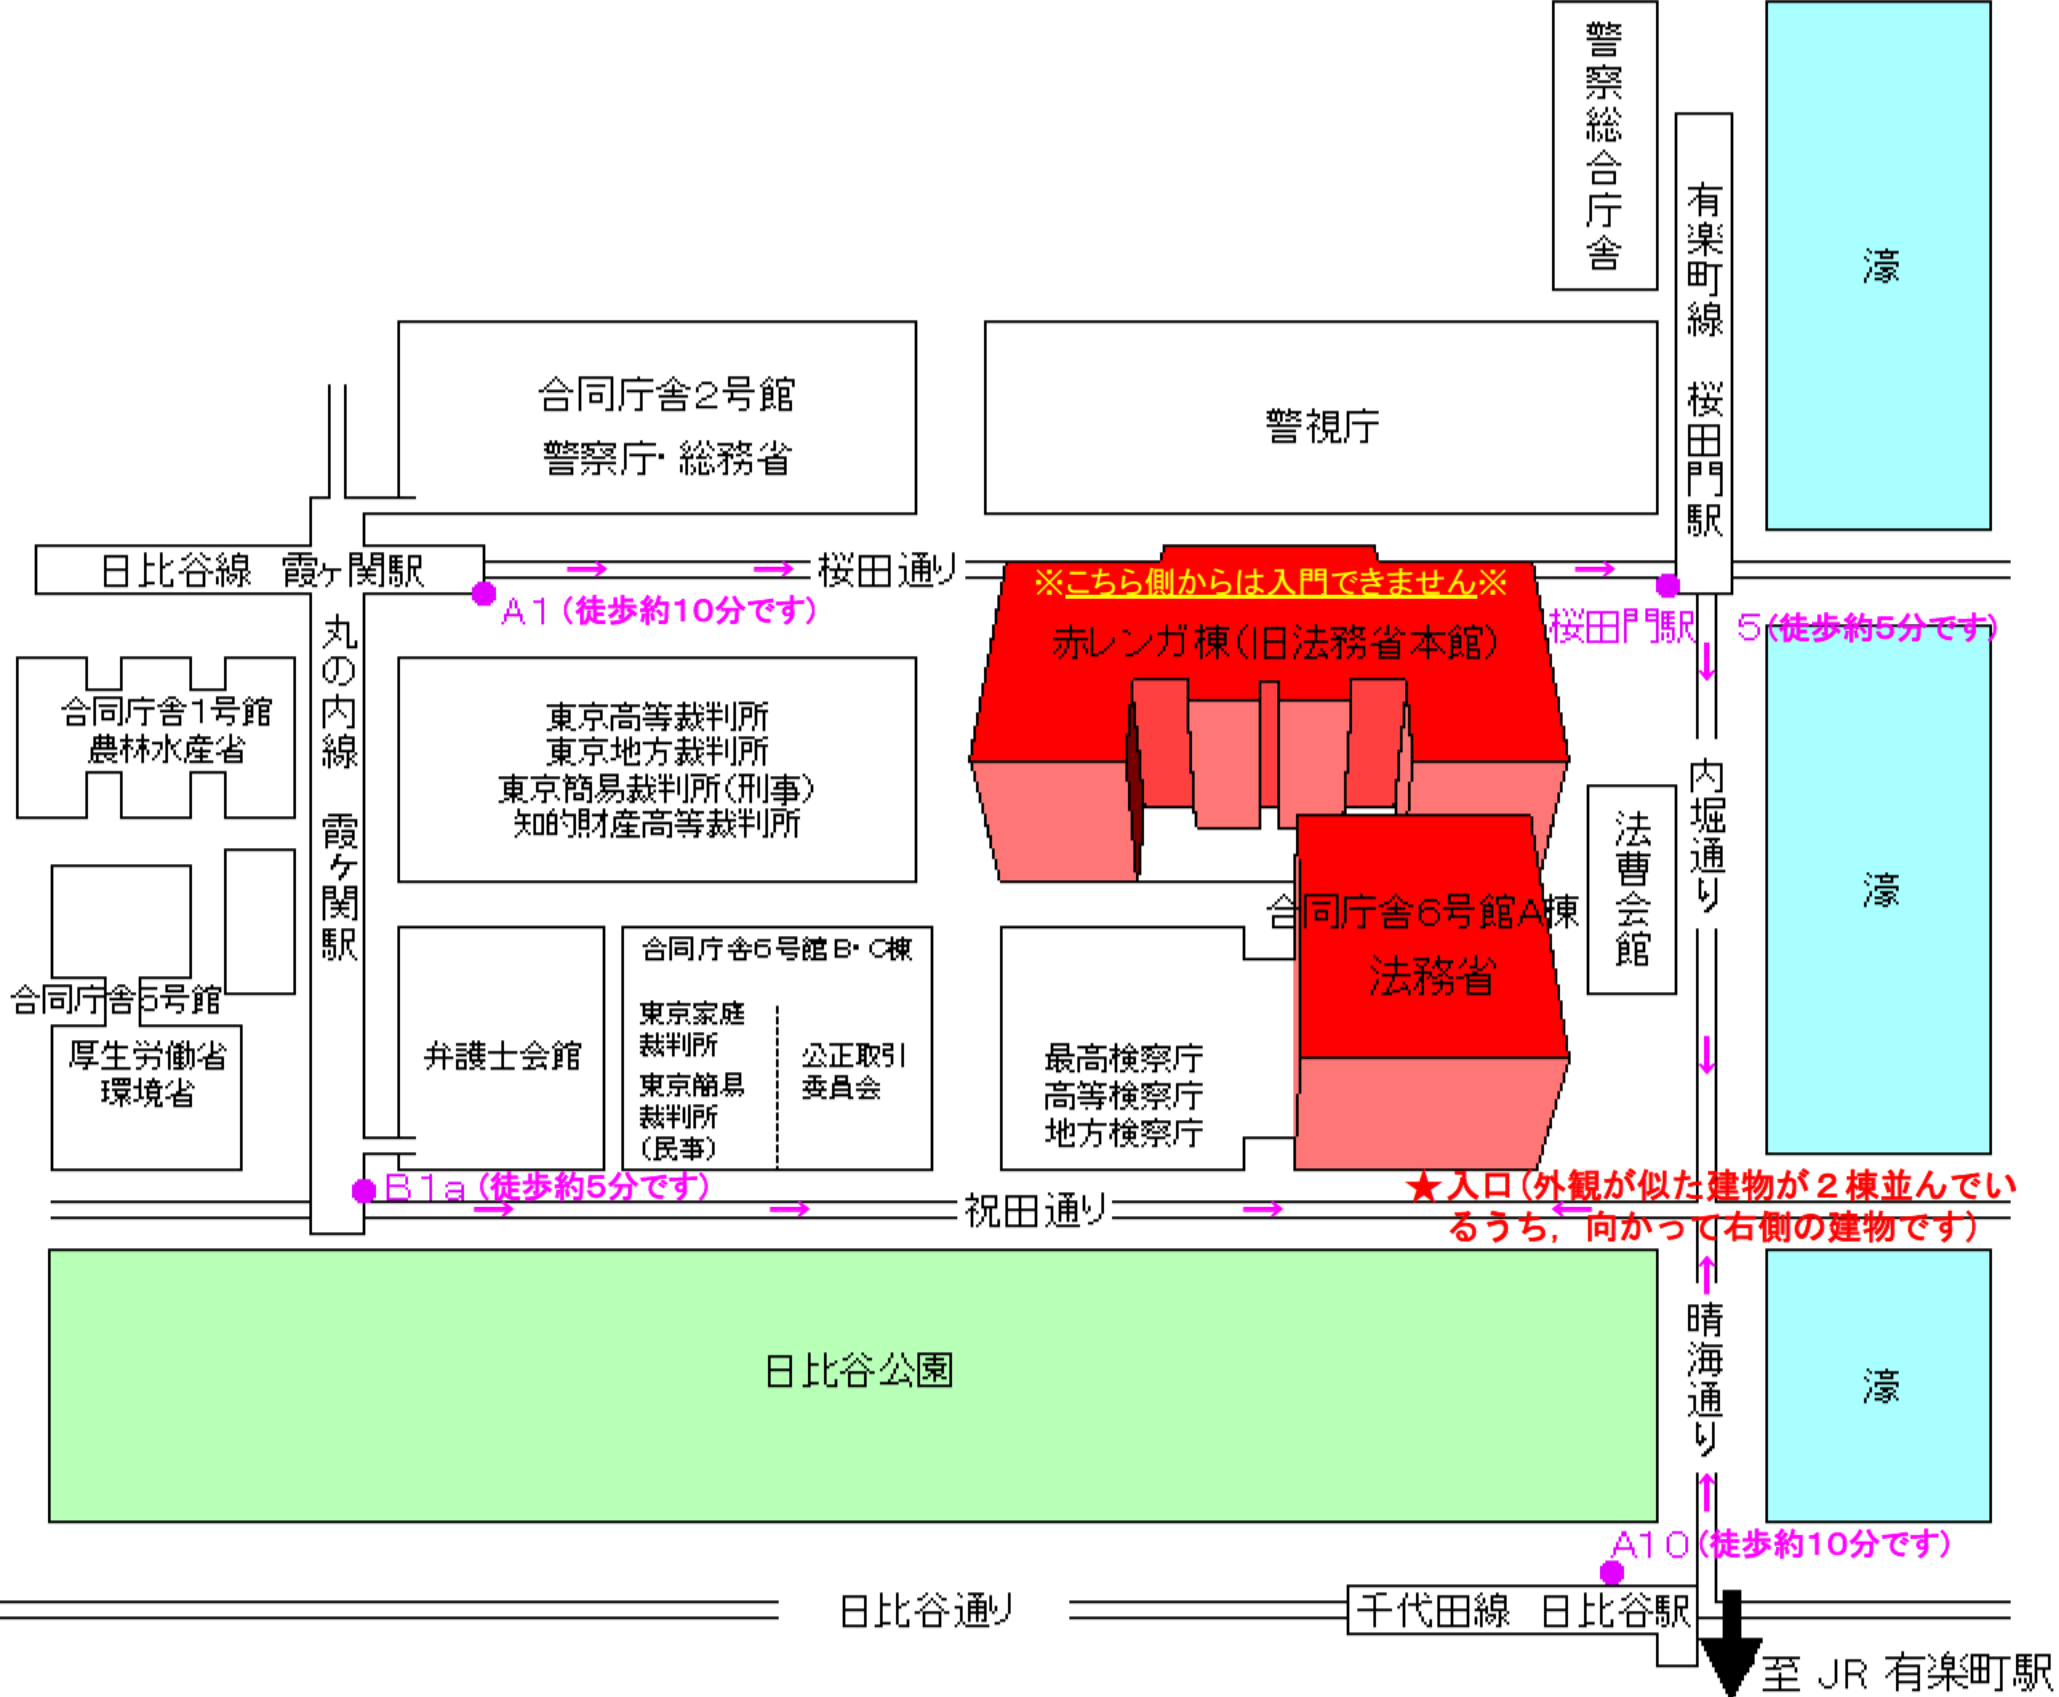 警察総合庁舎
濠
有楽町線 桜田門駅
合同庁舎2号館
警察庁・総務省
警視庁
日比谷線 霞ヶ関駅
桜田通り
※こちら側からは入門できません※
A1(徒歩約10分です)
赤レンガ棟(旧法務省本館)
桜田門駅 5(徒歩約5分です)
丸の内線 霞ヶ関駅
合同庁舎1号館
農林水産省
東京高等裁判所
東京地方裁判所
東京簡易裁判所(刑事)
知的財産高等裁判所
内堀通り
法曹会館
濠
合同庁舎6号館A棟
法務省
合同庁舎6号館B・C棟
合同庁舎5号館
厚生労働省
環境省
弁護士会館
東京家庭
裁判所
東京簡易
裁判所
(民事)
公正取引
委員会
最高検察庁
高等検察庁
地方検察庁
B1a(徒歩約5分です)
祝田通り
★入口(外観が似た建物が2棟並んでい
るうち,向かって右側の建物です)
日比谷公園
晴海通り
濠
A10(徒歩約10分です)
日比谷通り
千代田線 日比谷駅
至 JR 有楽町駅